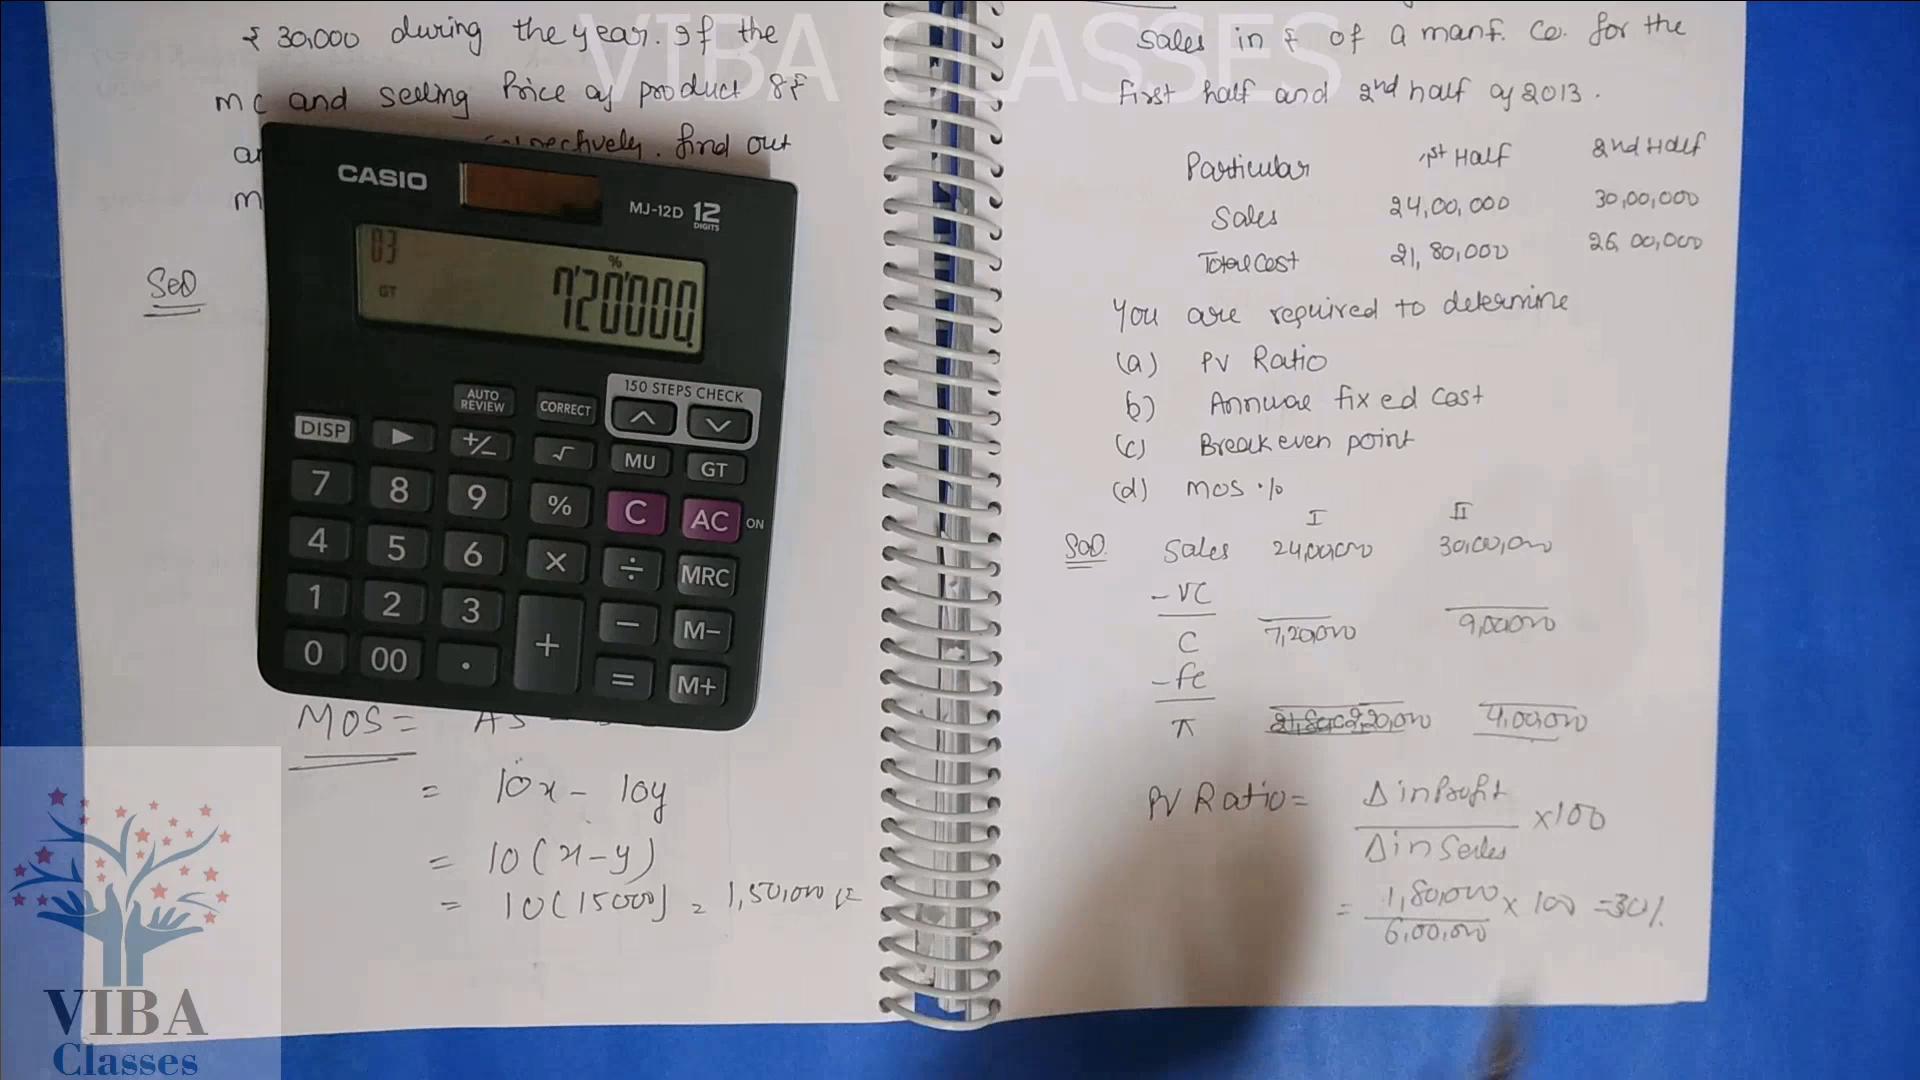 VIBA CLASSES
₹ 30,000 during the year. If the
MC and Selling Price of product 8₹
respectively. find out
Sol
CASIO
MJ-12D 12
DIGITS
03
%
GT
7'20'000.
150 STEPS CHECK
AUTO REVIEW CORRECT
DISP ▶ +/- √ MU GT
7 8 9 % C AC ON
4 5 6 × ÷ MRC
1 2 3 + − M−
0 00 . = M+
MOS = AS -
= 10x - 10y
= 10(x-y)
= 10(15000) = 1,50,000 ₹
Sales in ₹ of a manf. Co. for the
First half and 2nd half of 2013.
Particular 1st Half 2nd Half
Sales 24,00,000 30,00,000
Total Cost 21,80,000 26,00,000
You are required to determine
(a) PV Ratio
b) Annual fixed Cost
(c) Break even point
(d) MOS %
I II
Sol. Sales 24,00,000 30,00,000
- VC
C 7,20,000 9,00,000
- fc
π 2,20,000 4,00,000
PV Ratio = Δ in Profit × 100
Δ in Sales
= 1,80,000 × 100 = 30%
6,00,000
VIBA
Classes